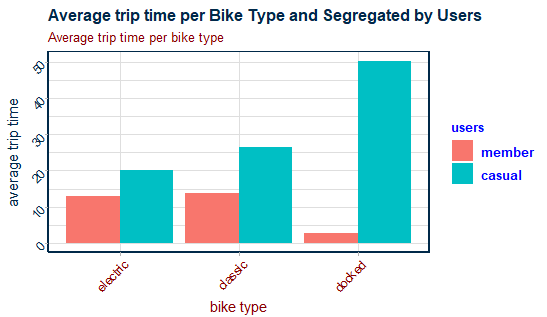 Average trip time per Bike Type and Segregated by Users
Average trip time per bike type
average trip time
50
40
30
20
10
0
electric
classic
docked
bike type
users
member
casual